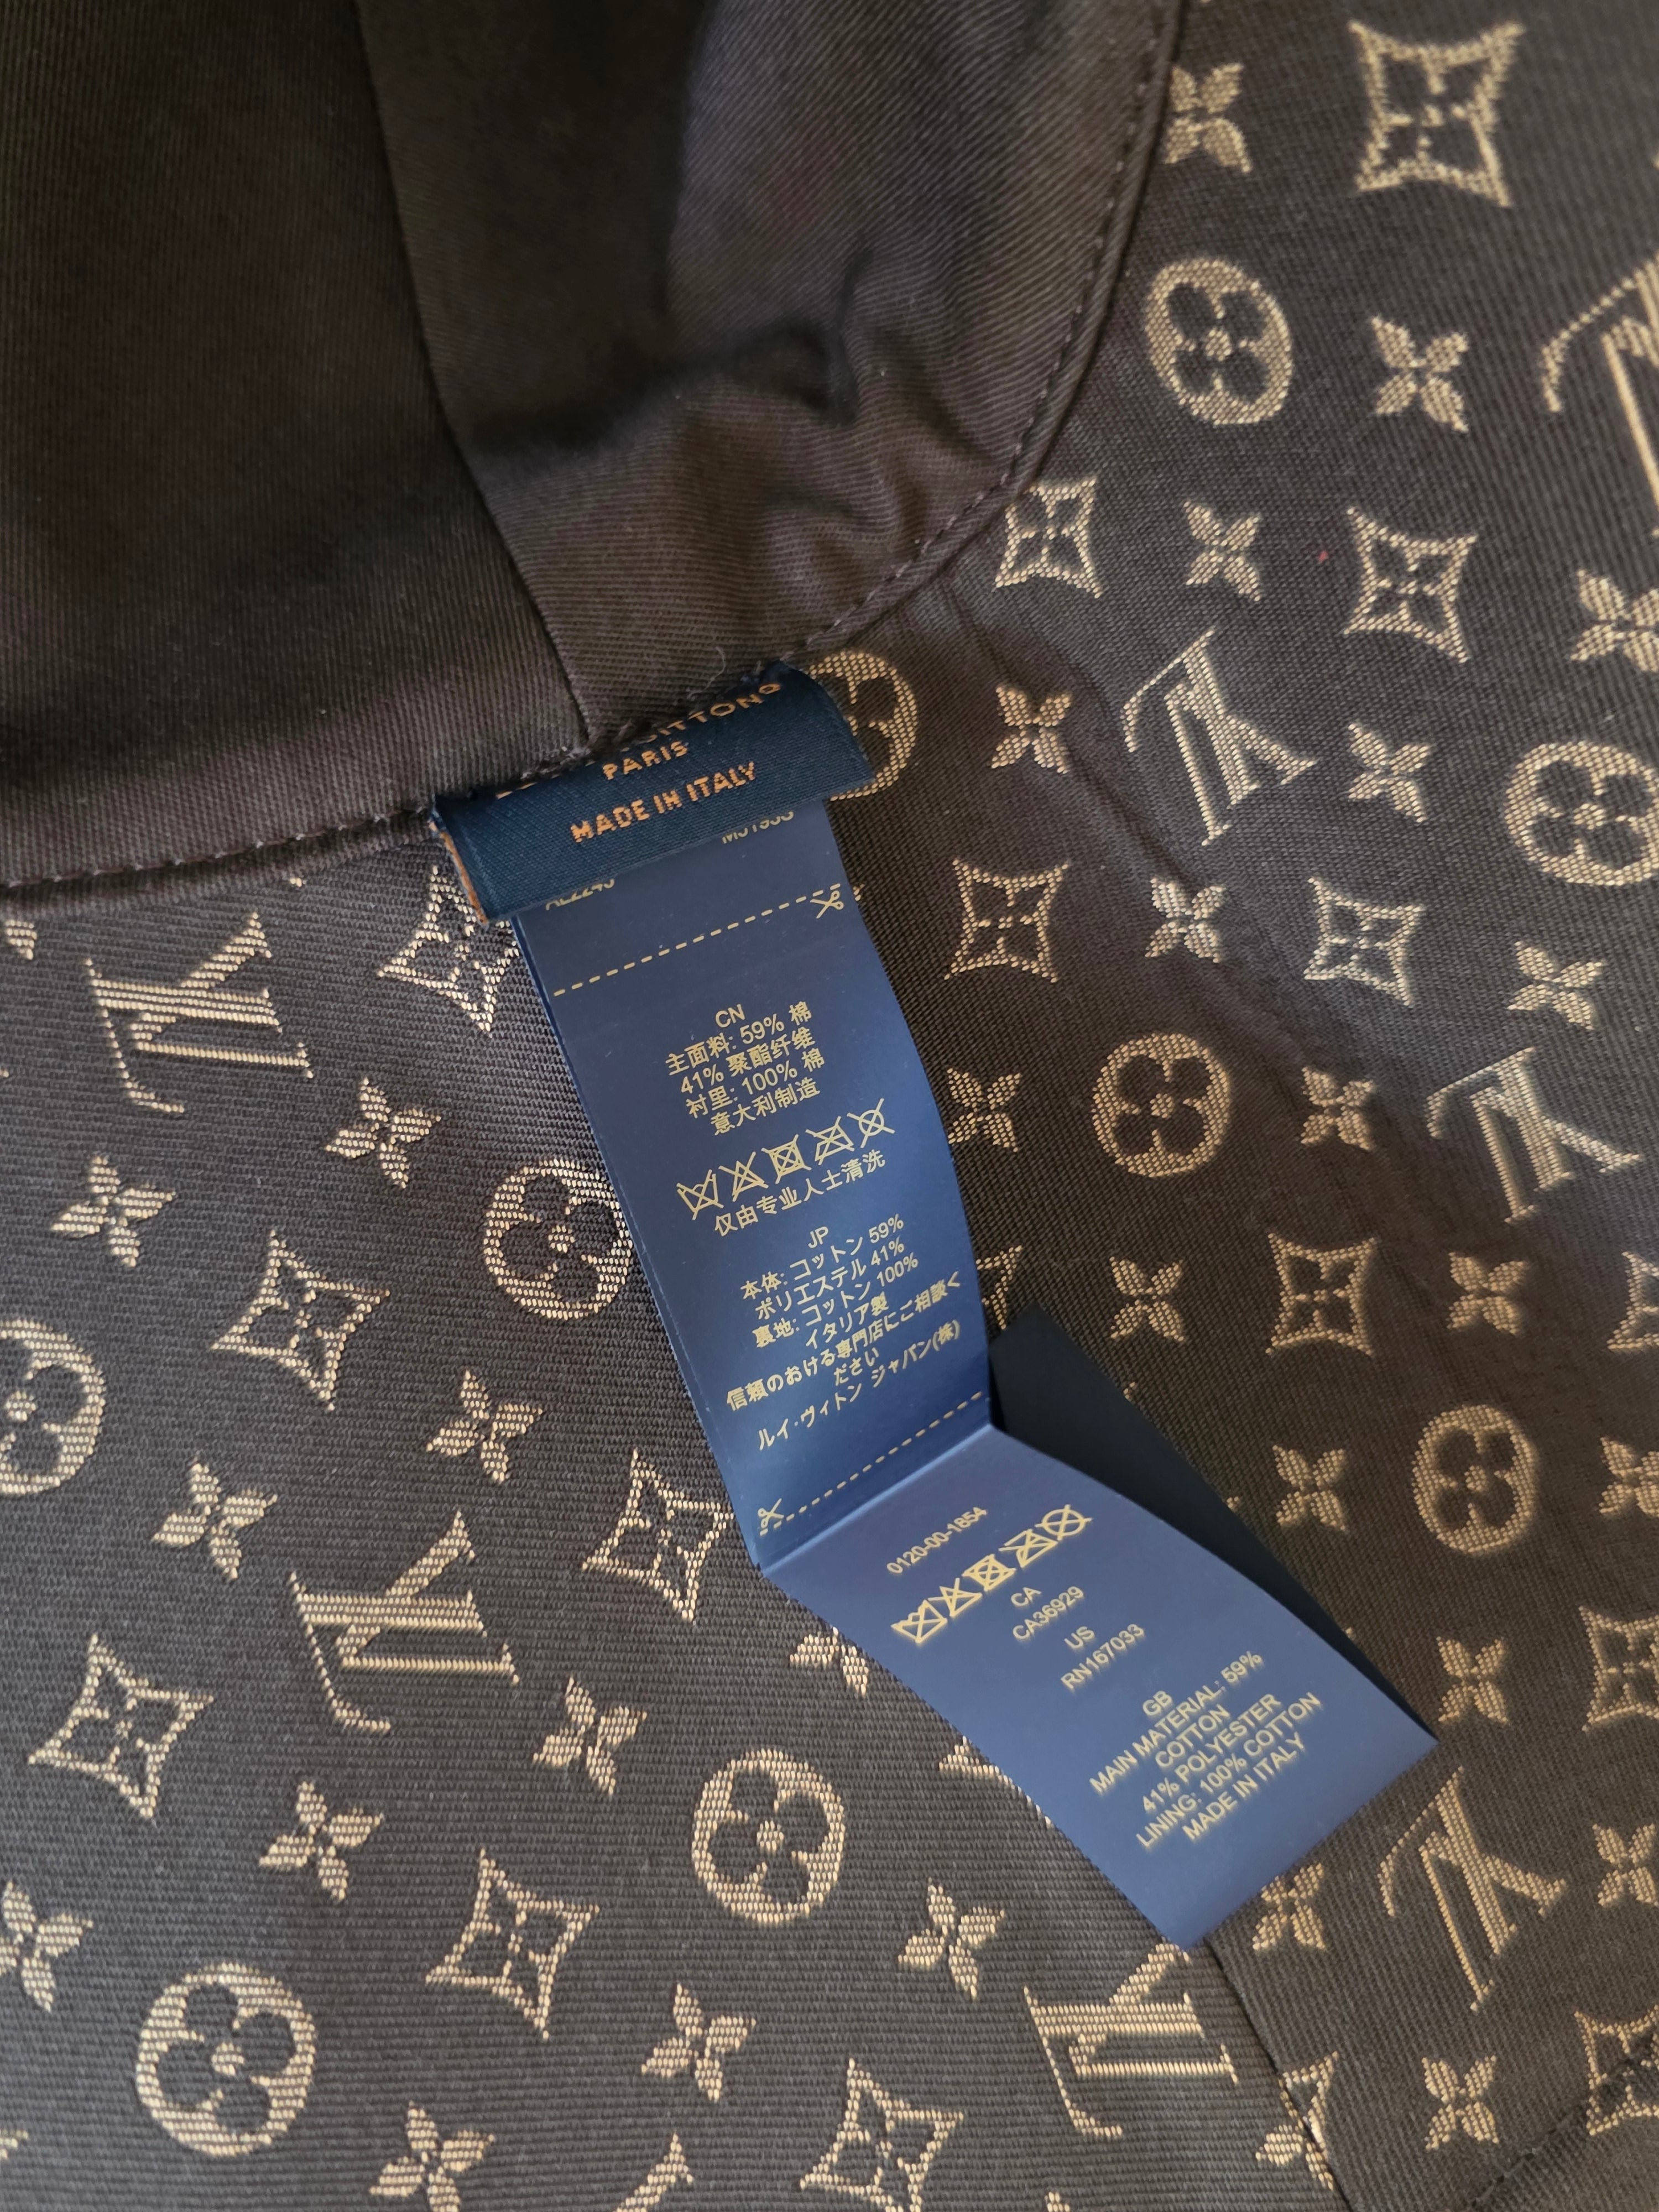 VUITTON®
PARIS
MADE IN ITALY
CN
主面料: 59% 棉
41% 聚酯纤维
衬里: 100% 棉
意大利制造
仅由专业人士清洗
JP
本体: コットン 59%
ポリエステル 41%
裏地: コットン 100%
イタリア製
信頼のおける専門店にご相談く
ださい
ルイ・ヴィトン ジャパン(株)
0120-00-1854
CA
CA36929
US
RN167033
GB
MAIN MATERIAL: 59%
COTTON
41% POLYESTER
LINING: 100% COTTON
MADE IN ITALY